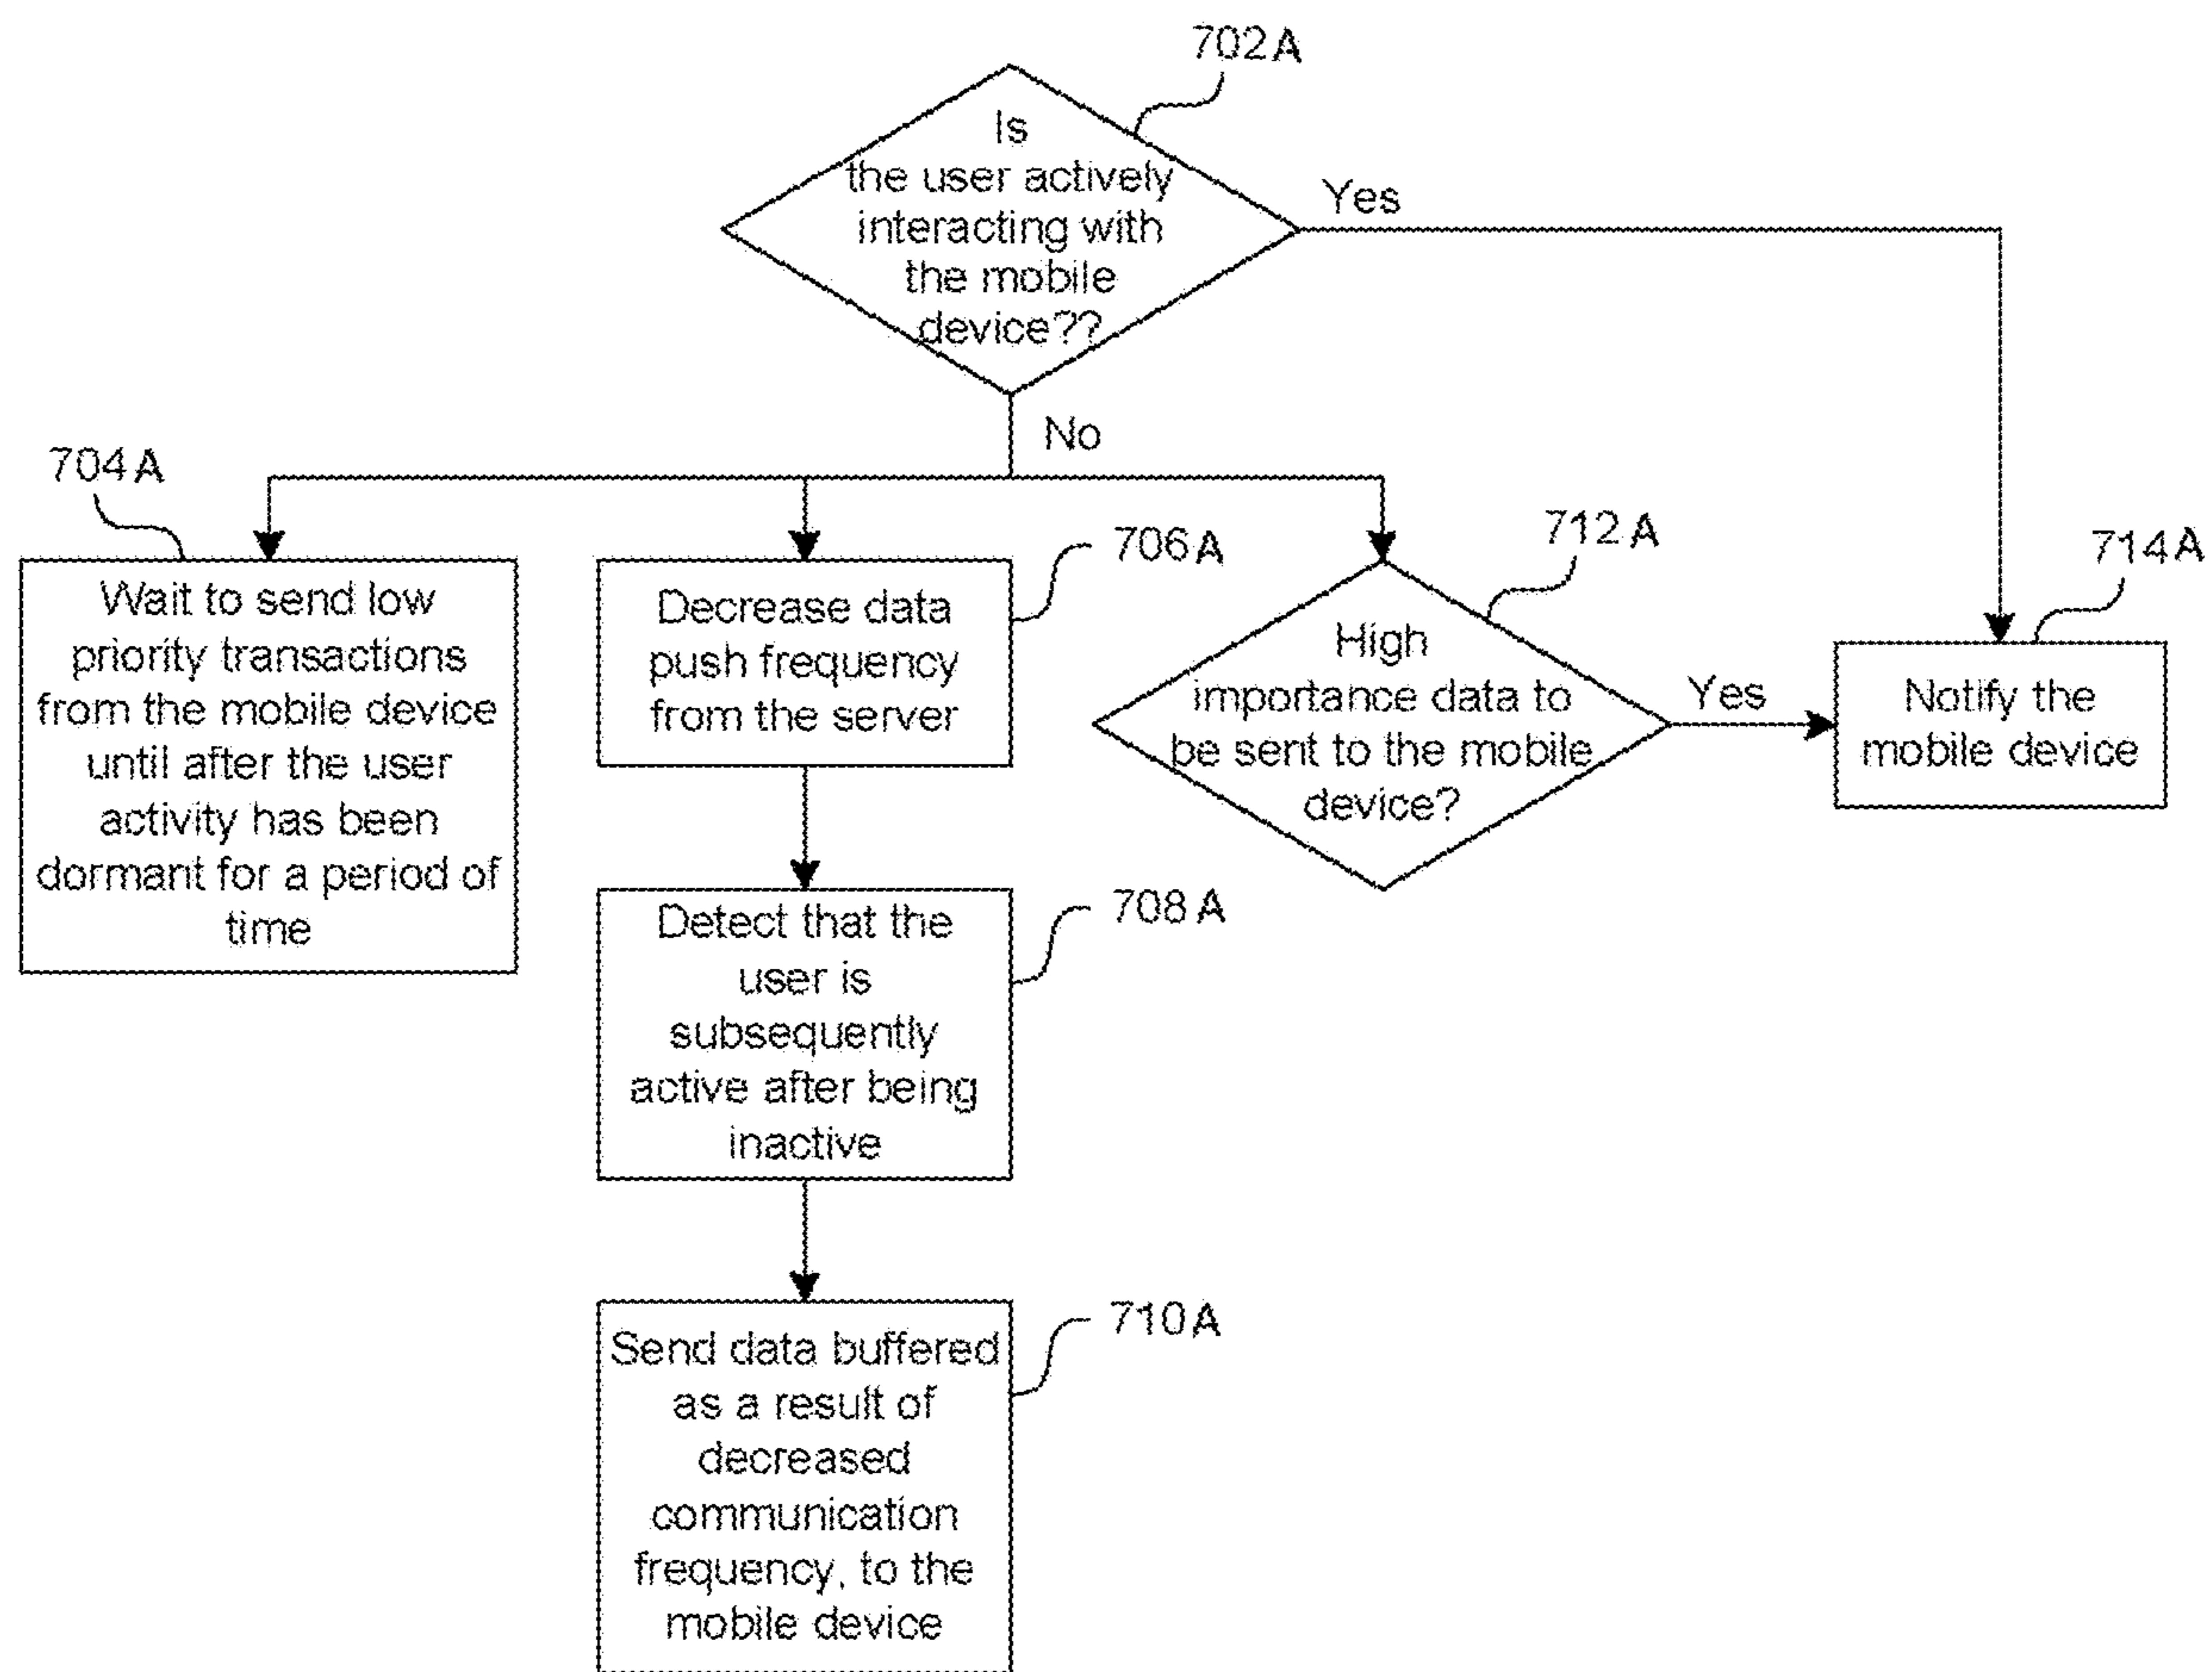 702A
Is
the user actively
interacting with
the mobile
device??
Yes
No
704A
Wait to send low
priority transactions
from the mobile device
until after the user
activity has been
dormant for a period of
time
706A
Decrease data
push frequency
from the server
712A
High
importance data to
be sent to the mobile
device?
Yes
714A
Notify the
mobile device
708A
Detect that the
user is
subsequently
active after being
inactive
710A
Send data buffered
as a result of
decreased
communication
frequency, to the
mobile device